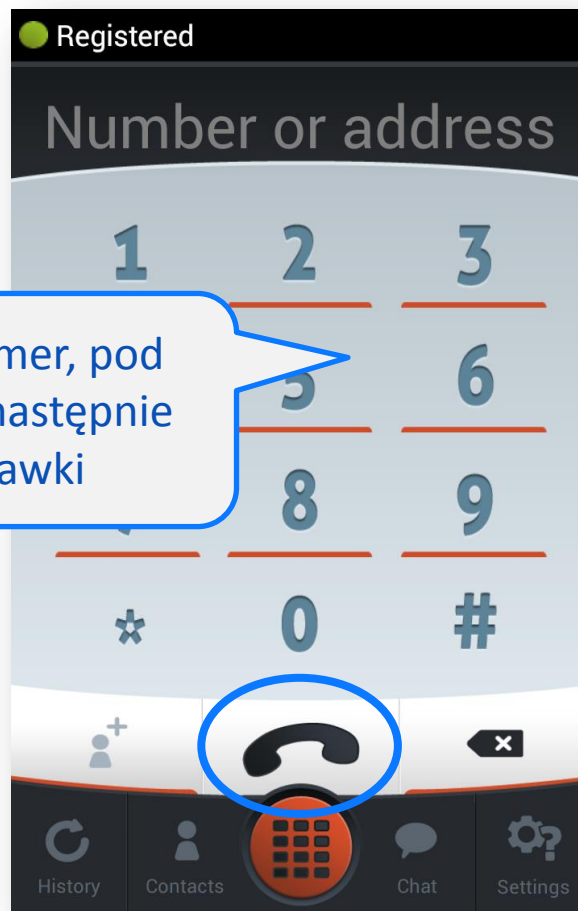 Registered
Number or address
1 2 3
mer, pod
następnie
awki
5 6
8 9
* 0 #
History Contacts Chat Settings